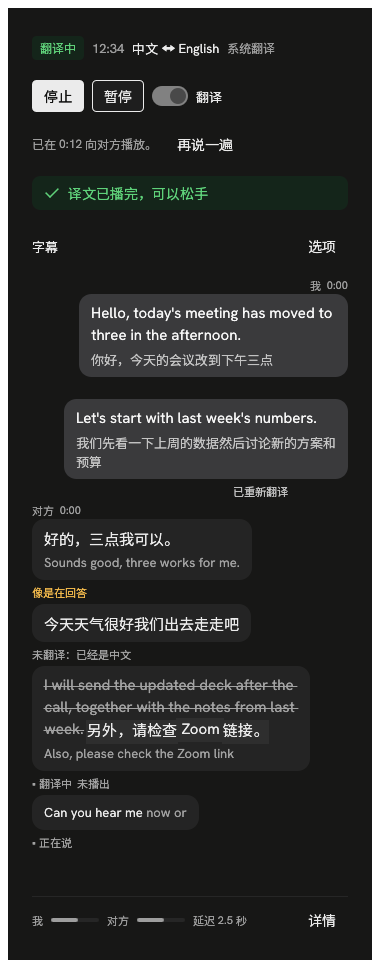 翻译中 12:34 中文 ⬌ English 系统翻译
停止 暂停 翻译
已在 0:12 向对方播放。 再说一遍
译文已播完，可以松手
字幕 选项
我 0:00
Hello, today's meeting has moved to
three in the afternoon.
你好，今天的会议改到下午三点
Let's start with last week's numbers.
我们先看一下上周的数据然后讨论新的方案和
预算
已重新翻译
对方 0:00
好的，三点我可以。
Sounds good, three works for me.
像是在回答
今天天气很好我们出去走走吧
未翻译：已经是中文
I will send the updated deck after the
call, together with the notes from last
week. 另外，请检查 Zoom 链接。
Also, please check the Zoom link
• 翻译中 未播出
Can you hear me now or
• 正在说
我 对方 延迟 2.5 秒 详情